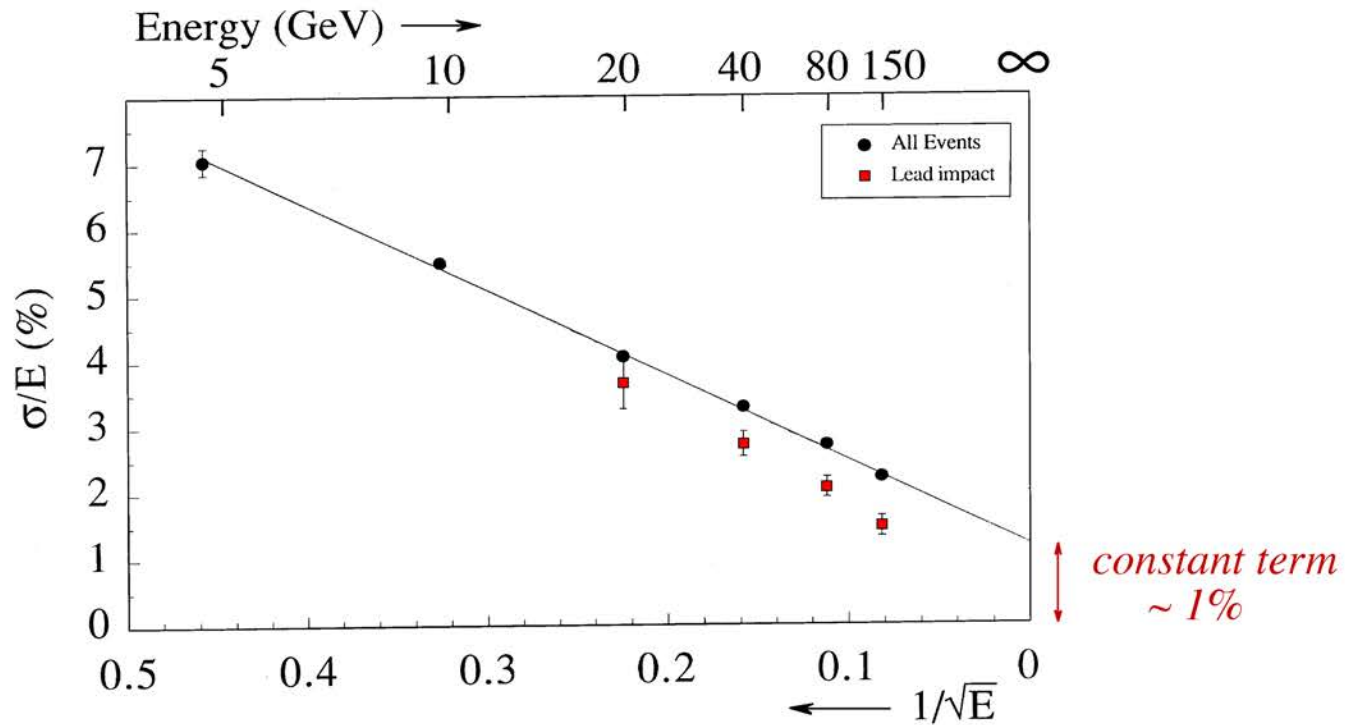 Energy (GeV) →
5 10 20 40 80 150 ∞
All Events
Lead impact
7
6
5
4
3
2
1
0
σ/E (%)
constant term
~ 1%
0.5 0.4 0.3 0.2 0.1 0
← 1/√E